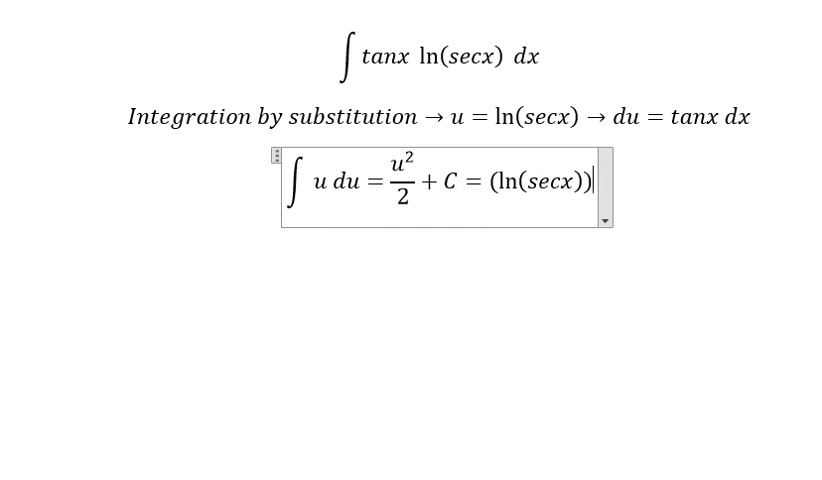 ∫ tanx ln(secx) dx
Integration by substitution → u = ln(secx) → du = tanx dx
∫ u du = u²/2 + C = (ln(secx))